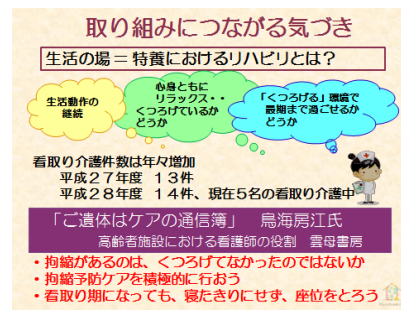 取り組みにつながる気づき
生活の場＝特養におけるリハビリとは？
生活動作の
継続
心身ともに
リラックス・・
くつろげているか
どうか
「くつろげる」環境で
最期まで過ごせるか
どうか
看取り介護件数は年々増加
平成２７年度　１３件
平成２８年度　１４件、現在５名の看取り介護中
「ご遺体はケアの通信簿」　鳥海房江氏
高齢者施設における看護師の役割　雲母書房
・拘縮があるのは、くつろげてなかったのではないか
・拘縮予防ケアを積極的に行おう
・看取り期になっても、寝たきりにせず、座位をとろう